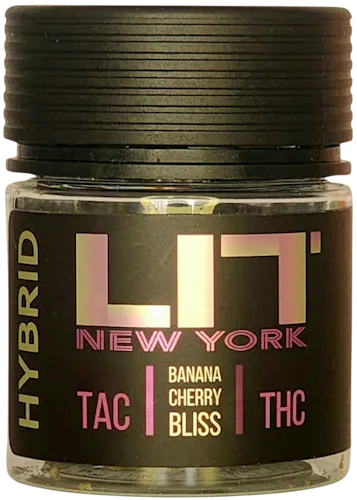 HYBRID
LIT
NEW YORK
TAC
BANANA
CHERRY
BLISS
THC